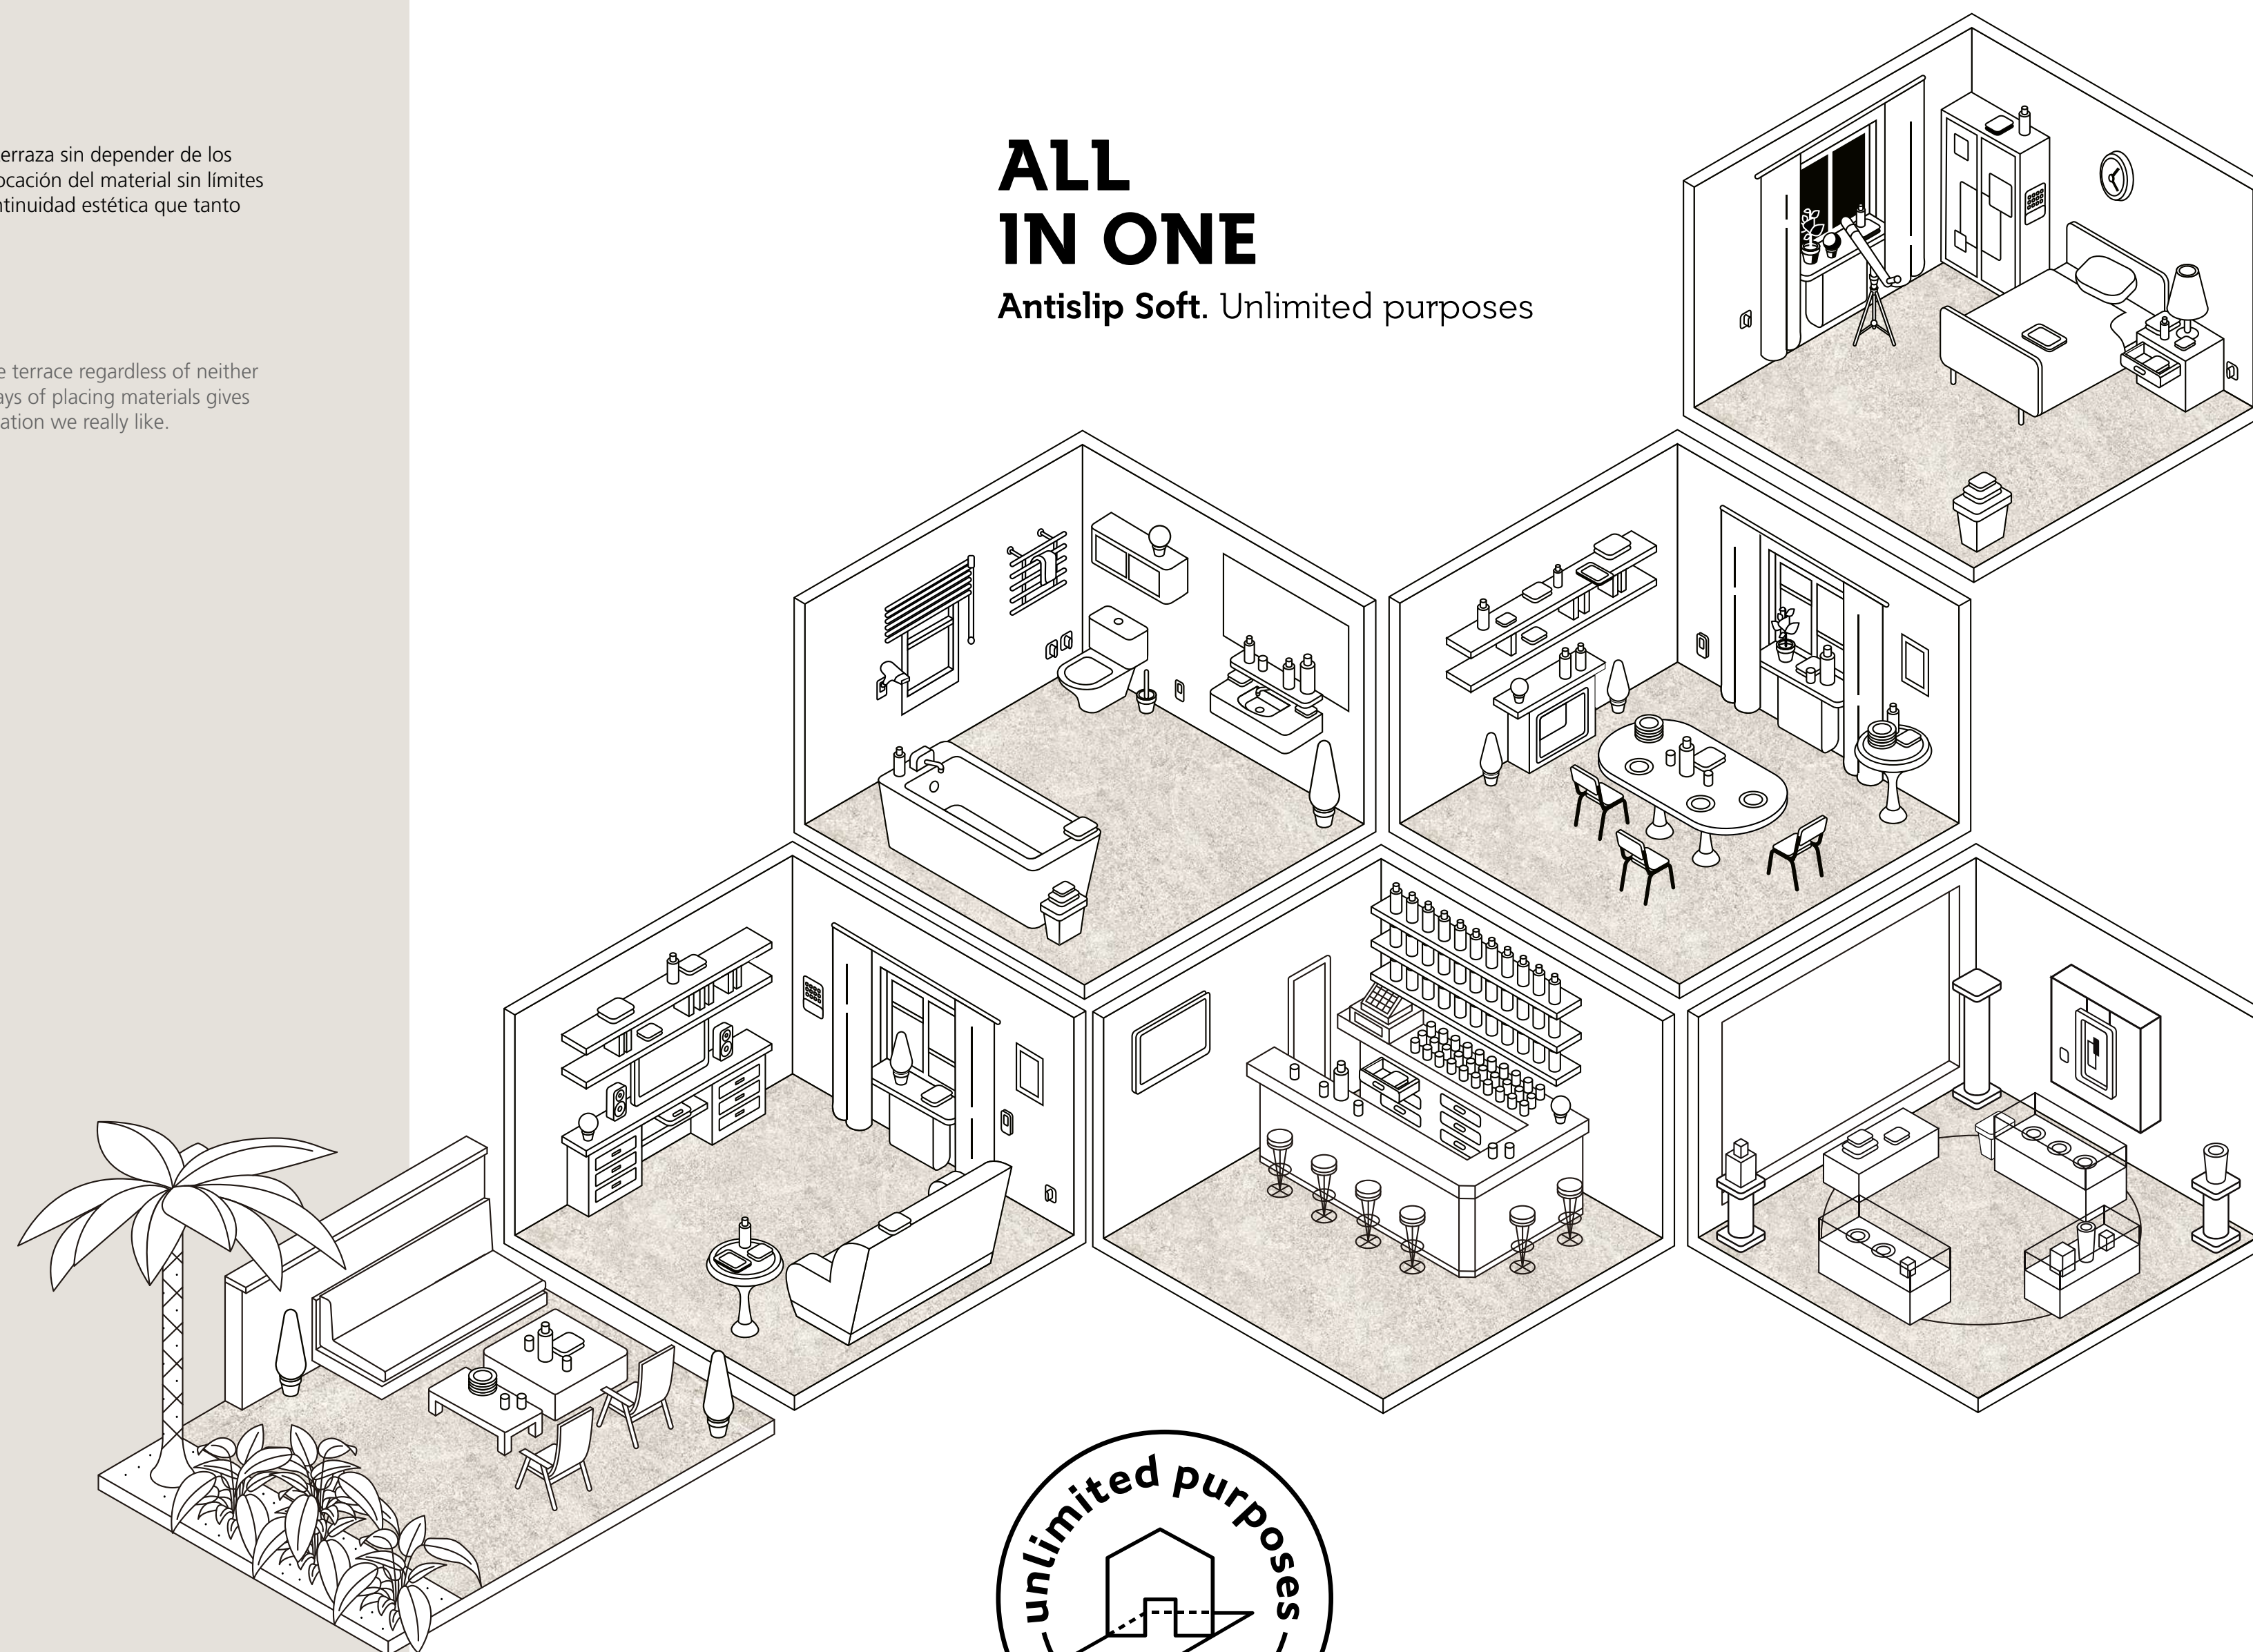 erraza sin depender de los
ocación del material sin límites
ntinuidad estética que tanto
e terrace regardless of neither
ays of placing materials gives
ation we really like.
ALL
IN ONE
Antislip Soft. Unlimited purposes
unlimited purposes